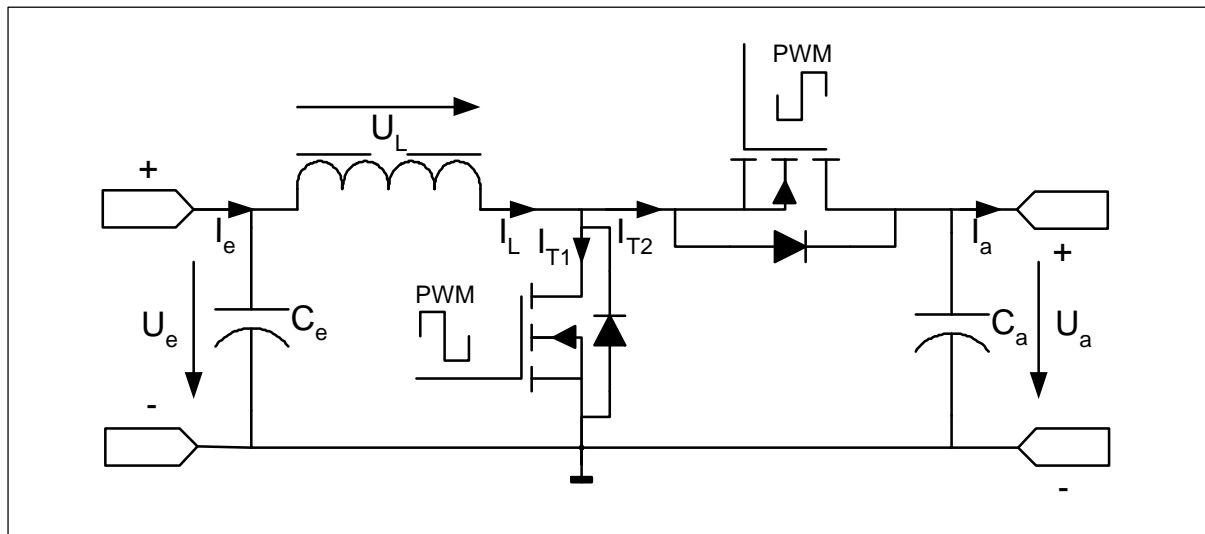 PWM
U_L
+
I_e
I_L
I_T1
I_T2
I_a
+
PWM
U_e
C_e
C_a
U_a
-
-